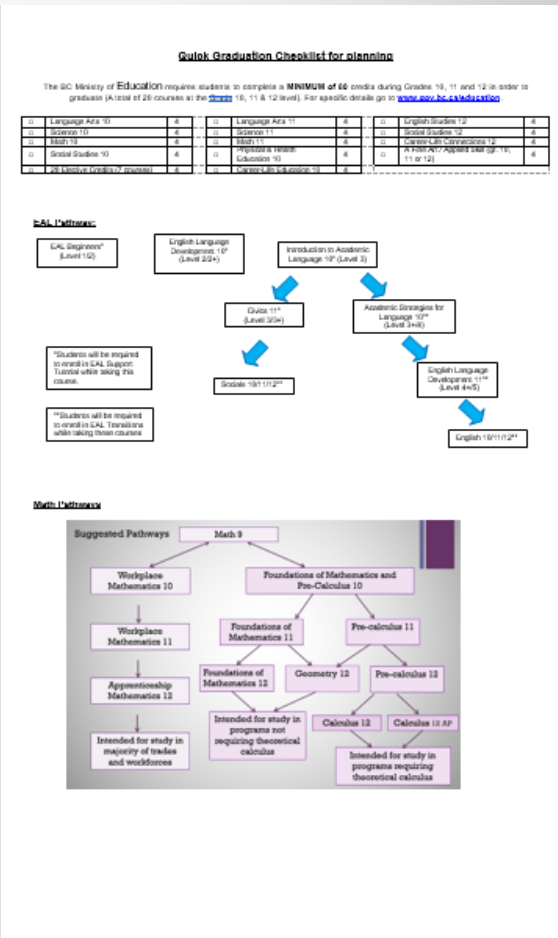 Quick Graduation Checklist for planning
The BC Ministry of Education requires students to complete a MINIMUM of 80 credits during Grades 10, 11 and 12 in order to
graduate (A total of 20 courses at the Grade 10, 11 & 12 level). For specific details go to www.gov.bc.ca/education
Language Arts 10 4
Language Arts 11 4
English Studies 12 4
Science 10 4
Science 11 4
Social Studies 12 4
Math 10 4
Math 11 4
Career-Life Connections 12 4
Social Studies 10 4
Physical & Health
Education 10 4
A Fine Art / Applied Skill (gr. 10,
11 or 12) 4
28 Elective Credits (7 courses)
Career-Life Education 10 4
EAL Pathway:
EAL Beginners*
(Level 1/2)
English Language
Development 10*
(Level 2/2+)
Introduction to Academic
Language 10* (Level 3)
Civics 11*
(Level 3/3+)
Academic Strategies for
Language 10**
(Level 3+/4)
*Students will be required
to enroll in EAL Support
Tutorial while taking this
course.
Socials 10/11/12**
English Language
Development 11**
(Level 4+/5)
**Students will be required
to enroll in EAL Transitions
while taking these courses
English 10/11/12**
Math Pathways
Suggested Pathways
Math 9
Workplace
Mathematics 10
Foundations of Mathematics and
Pre-Calculus 10
Workplace
Mathematics 11
Foundations of
Mathematics 11
Pre-calculus 11
Apprenticeship
Mathematics 12
Foundations of
Mathematics 12
Geometry 12
Pre-calculus 12
Intended for study in
majority of trades
and workforces
Intended for study in
programs not
requiring theoretical
calculus
Calculus 12
Calculus 12 AP
Intended for study in
programs requiring
theoretical calculus